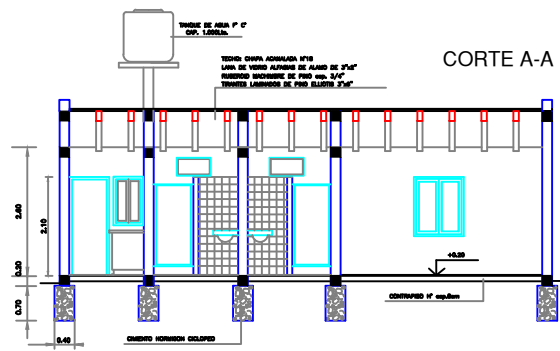 TANQUE DE AGUA F° C°
CAP. 1.000Lts.
CORTE A-A
TECHO: CHAPA ACANALADA N°18
LANA DE VIDRIO ALFAGIAS DE ALAMO DE 3"x2"
RUBEROID MACHIMBRE DE PINO esp. 3/4"
TIRANTES LAMINADOS DE PINO ELLIOTIS 3"x6"
2.60
2.10
0.20
+0.20
0.70
CONTRAPISO H° esp.8cm
0.40
CIMIENTO HORMIGON CICLOPEO